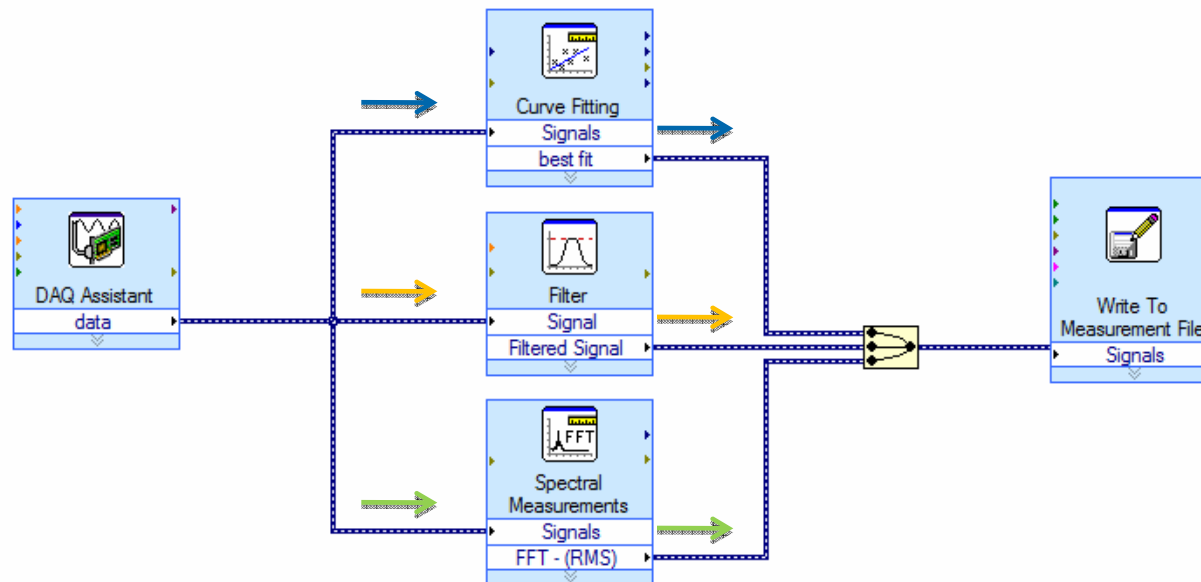 Curve Fitting
Signals
best fit
DAQ Assistant
data
Filter
Signal
Filtered Signal
Write To
Measurement File
Signals
FFT
Spectral
Measurements
Signals
FFT - (RMS)